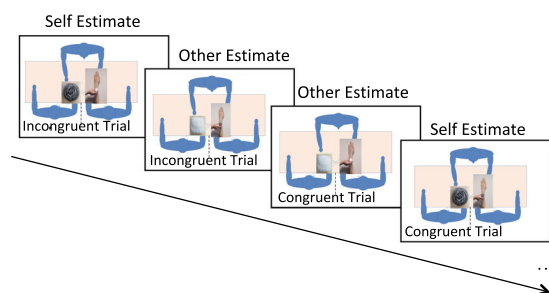 Self Estimate
Incongruent Trial
Other Estimate
Incongruent Trial
Other Estimate
Congruent Trial
Self Estimate
Congruent Trial
...